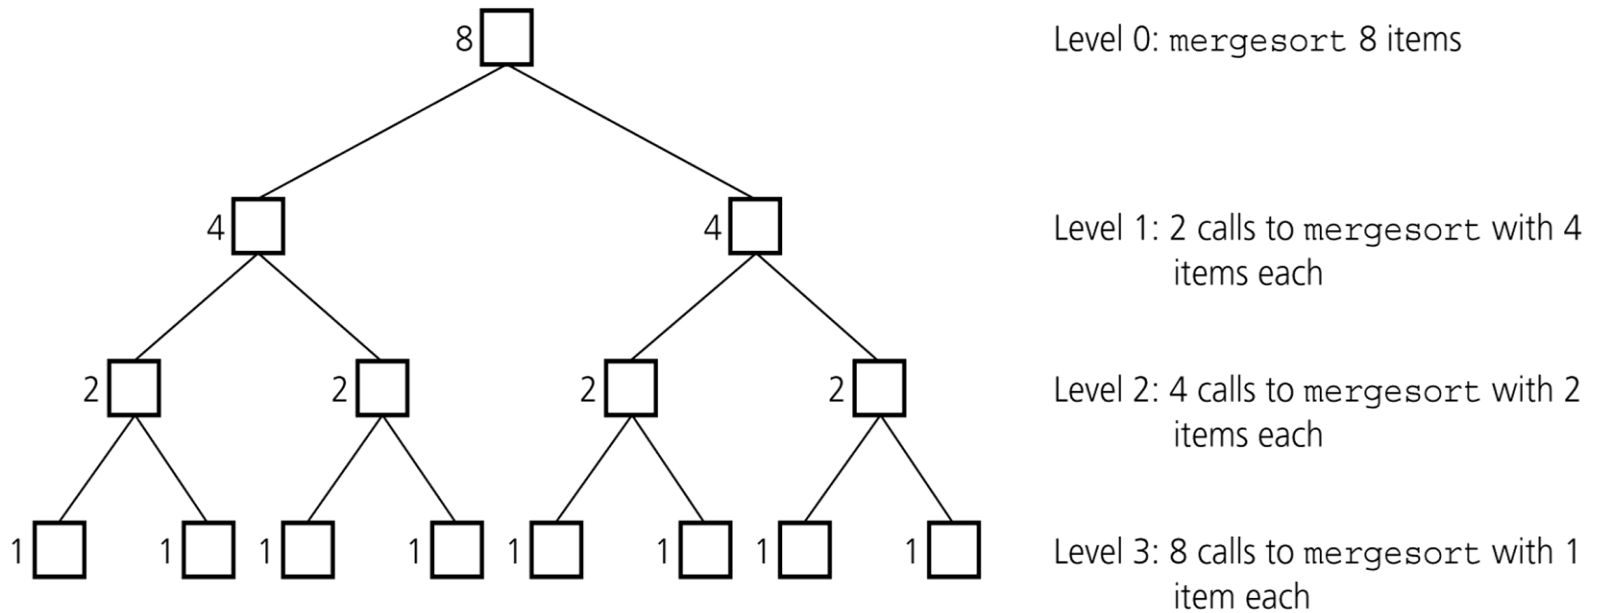 8
Level 0: mergesort 8 items
4 4
Level 1: 2 calls to mergesort with 4
items each
2 2 2 2
Level 2: 4 calls to mergesort with 2
items each
1 1 1 1 1 1 1 1
Level 3: 8 calls to mergesort with 1
item each